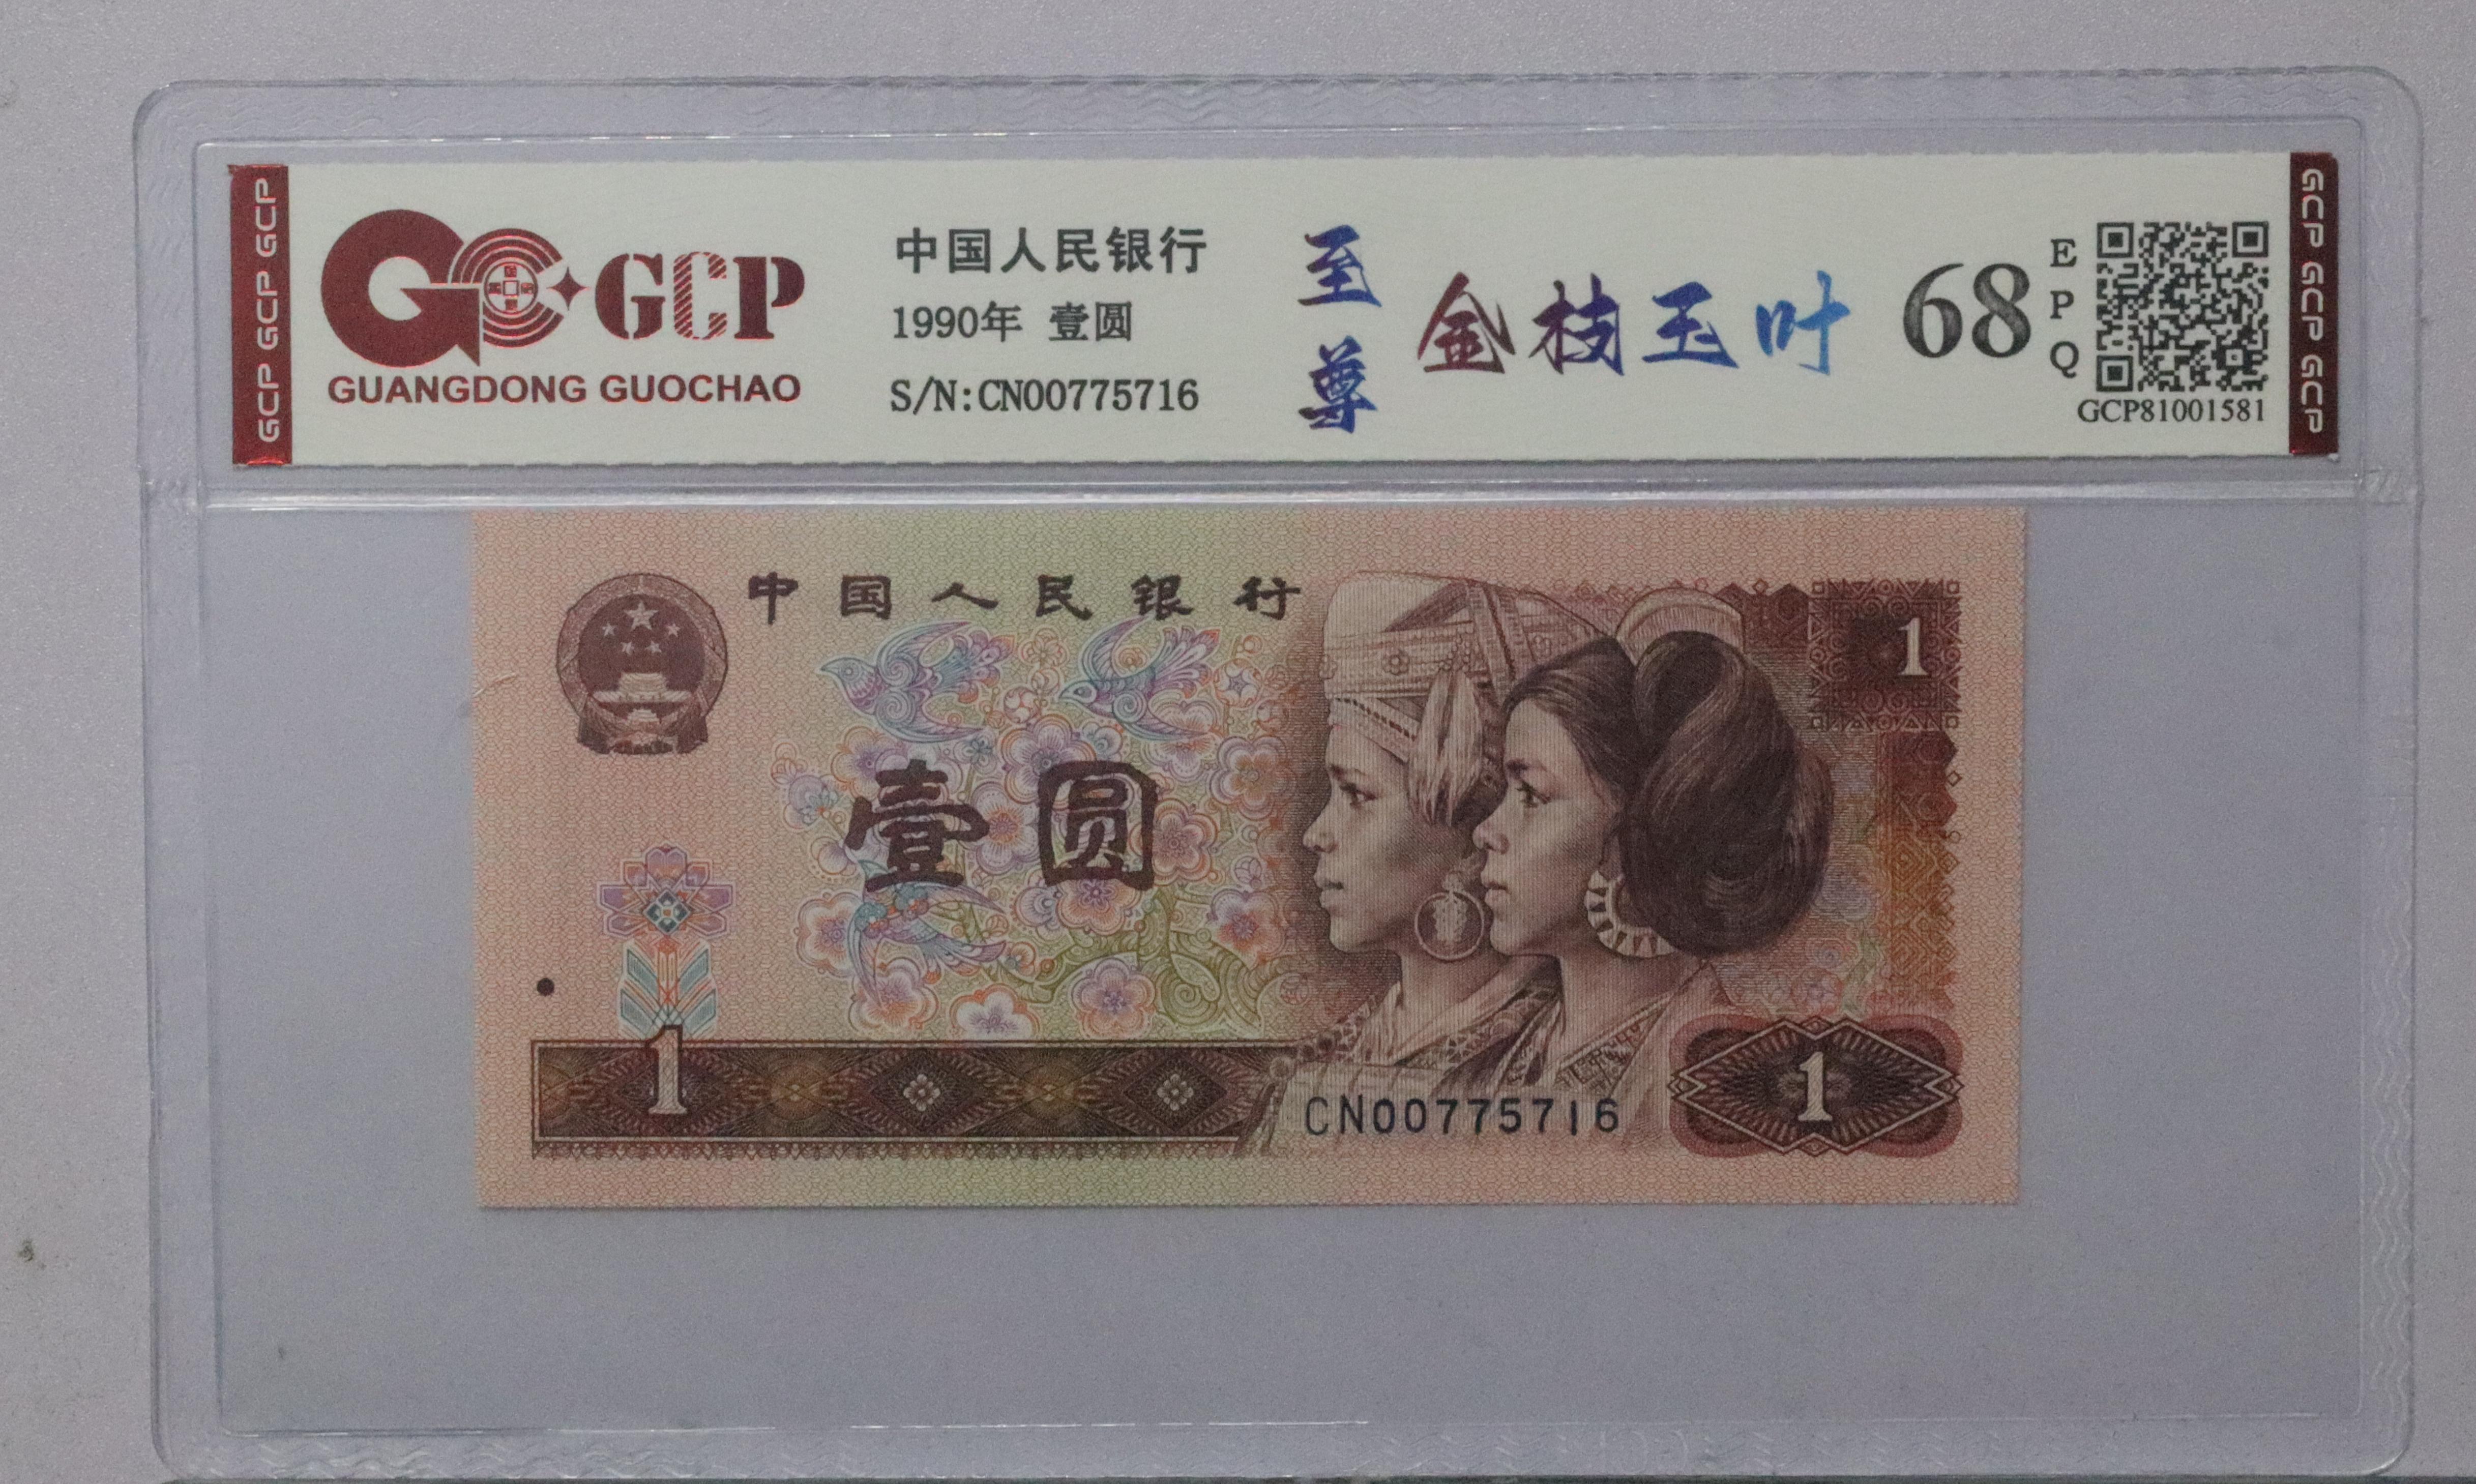 GCP GCP GCP
GCP
GUANGDONG GUOCHAO
中国人民银行
1990年 壹圆
S/N:CN00775716
至尊
金枝玉叶
68
EPQ
GCP81001581
GCP GCP GCP
中国人民银行
1
壹圆
1
CN00775716
1